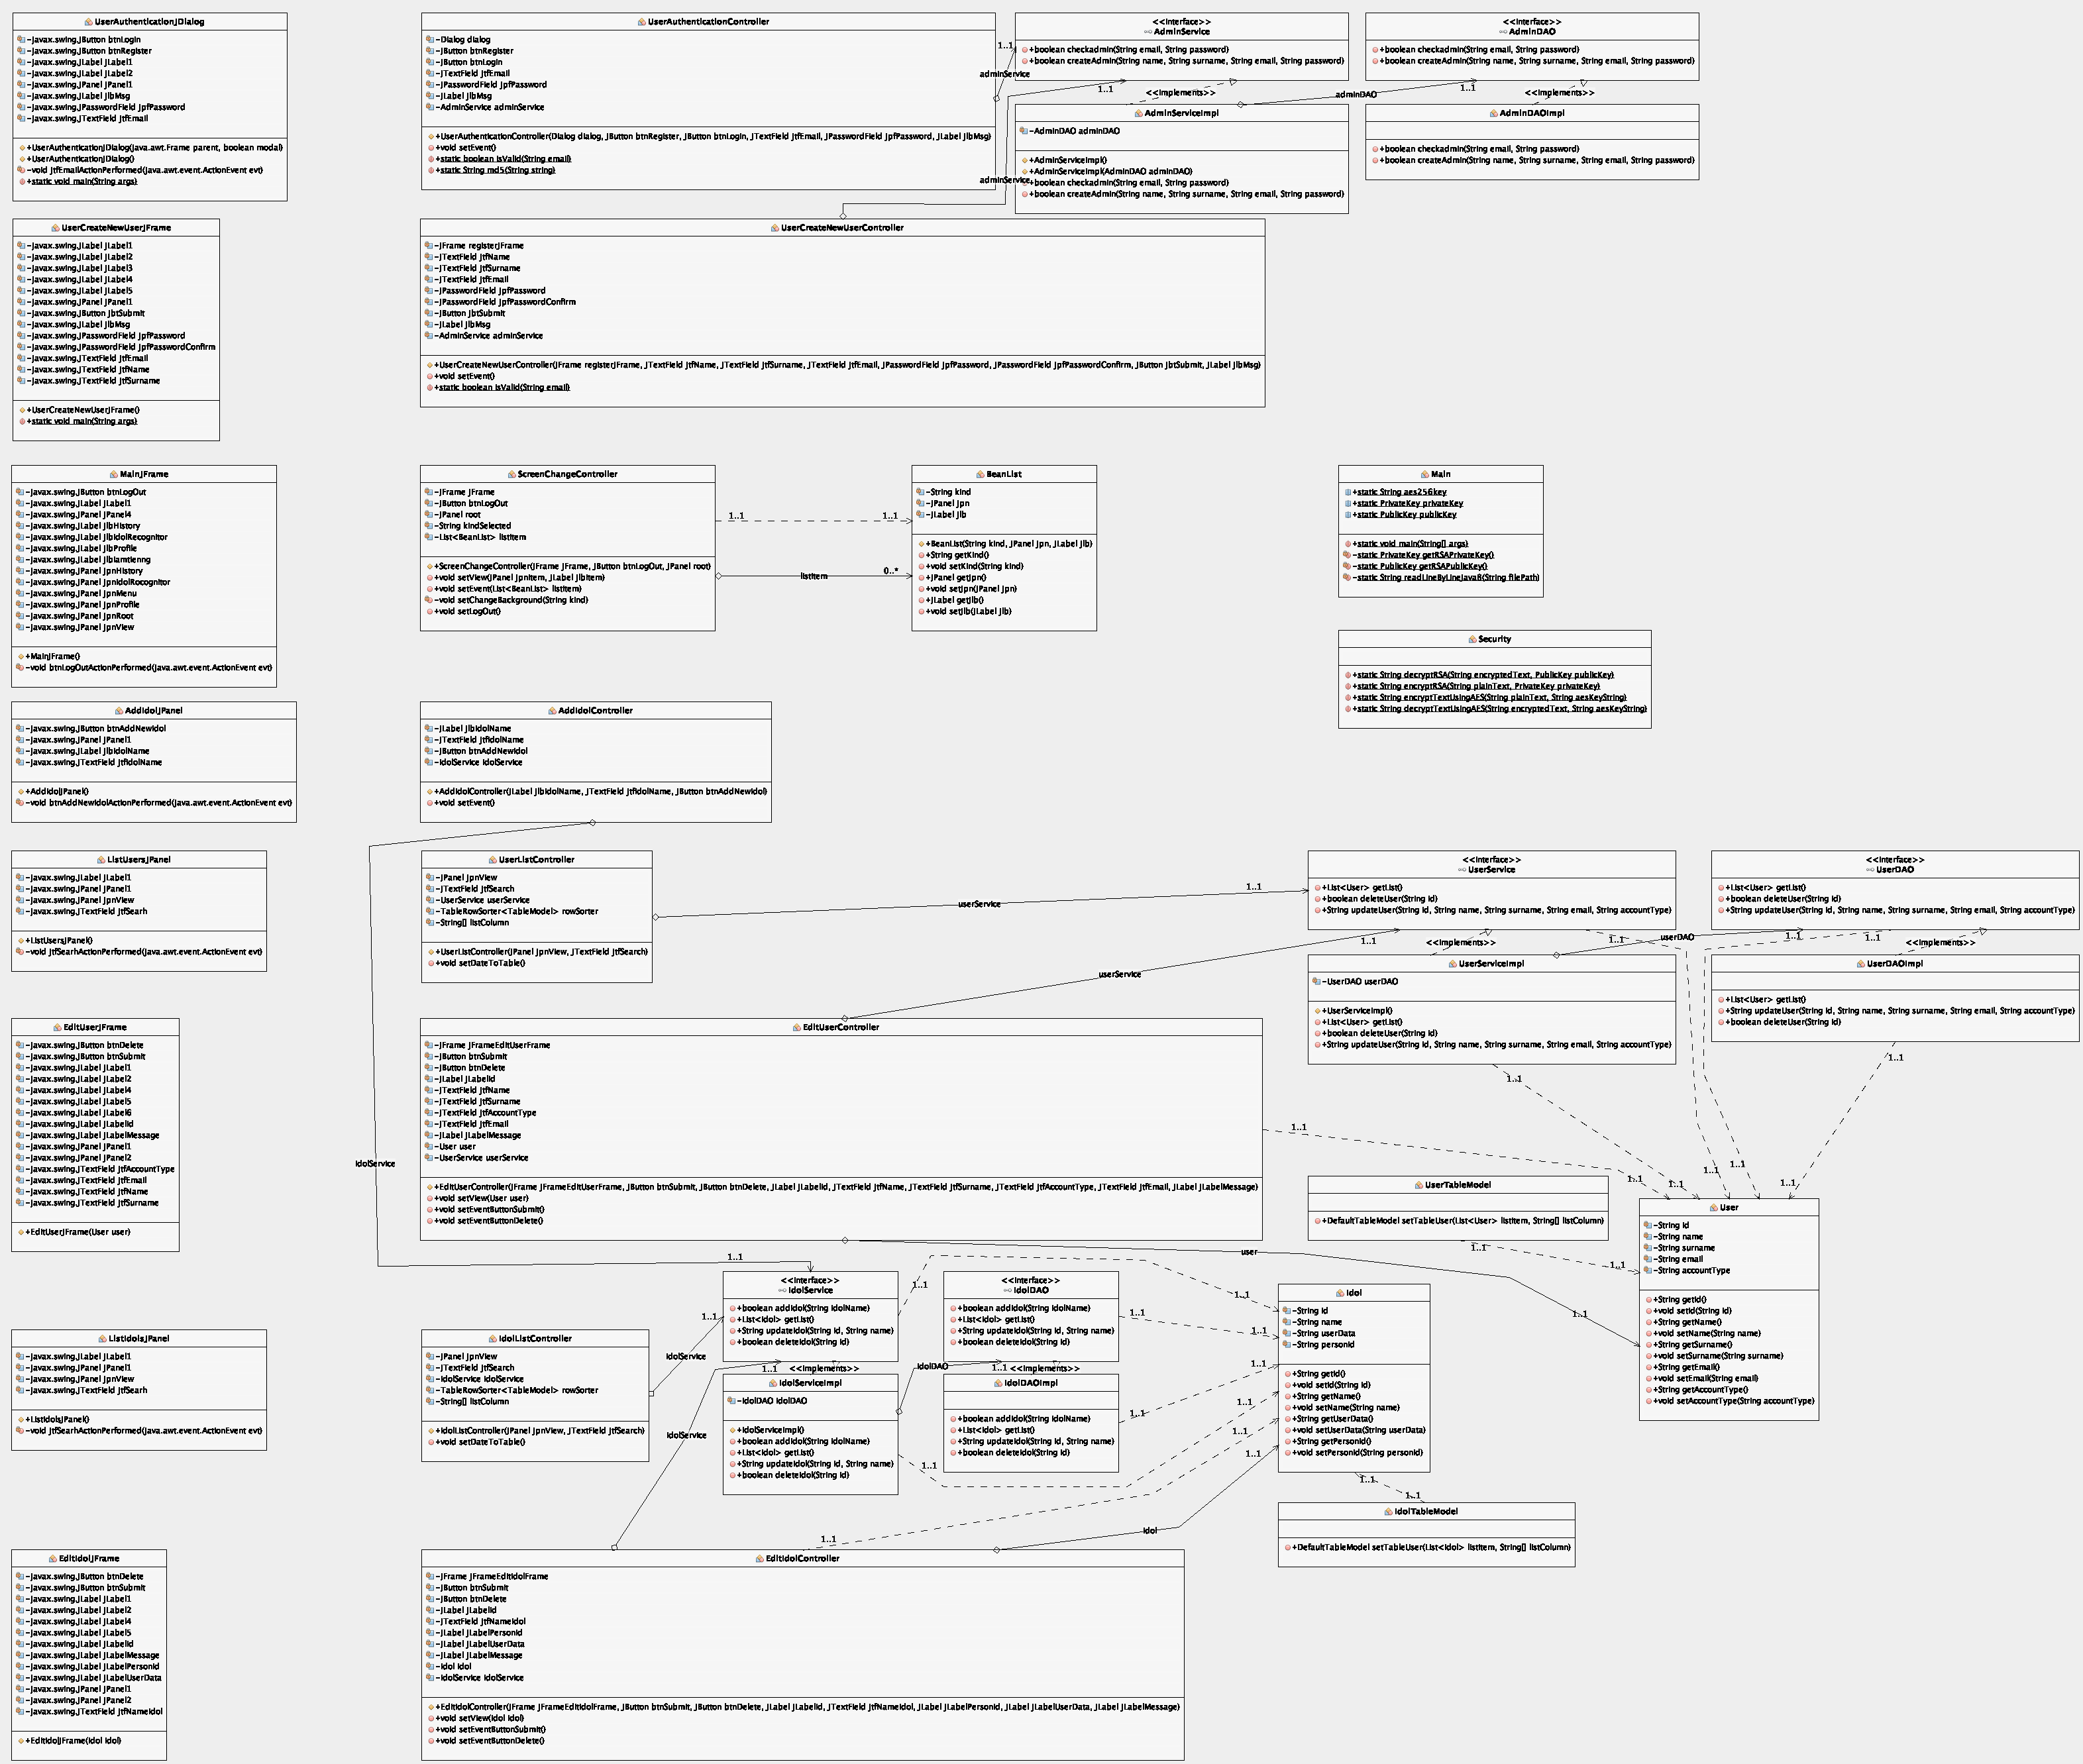 UserAuthenticationJDialog
-javax.swing.JButton btnLogin
-javax.swing.JButton btnRegister
-javax.swing.JLabel jLabel1
-javax.swing.JLabel jLabel2
-javax.swing.JPanel jPanel1
-javax.swing.JLabel jlbMsg
-javax.swing.JPasswordField jpfPassword
-javax.swing.JTextField jtfEmail
+UserAuthenticationJDialog(java.awt.Frame parent, boolean modal)
+UserAuthenticationJDialog()
-void jtfEmailActionPerformed(java.awt.event.ActionEvent evt)
+static void main(String args)
UserAuthenticationController
-Dialog dialog
-JButton btnRegister
-JButton btnLogin
-JTextField jtfEmail
-JPasswordField jpfPassword
-JLabel jlbMsg
-AdminService adminService
+UserAuthenticationController(Dialog dialog, JButton btnRegister, JButton btnLogin, JTextField jtfEmail, JPasswordField jpfPassword, JLabel jlbMsg)
+void setEvent()
+static boolean isValid(String email)
+static String md5(String string)
1..1
adminService
<<Interface>>
AdminService
+boolean checkadmin(String email, String password)
+boolean createAdmin(String name, String surname, String email, String password)
1..1
<<implements>>
adminService
<<Interface>>
AdminDAO
+boolean checkadmin(String email, String password)
+boolean createAdmin(String name, String surname, String email, String password)
adminDAO
1..1
<<implements>>
AdminServiceImpl
-AdminDAO adminDAO
+AdminServiceImpl()
+AdminServiceImpl(AdminDAO adminDAO)
+boolean checkadmin(String email, String password)
+boolean createAdmin(String name, String surname, String email, String password)
AdminDAOImpl
+boolean checkadmin(String email, String password)
+boolean createAdmin(String name, String surname, String email, String password)
UserCreateNewUserJFrame
-javax.swing.JLabel jLabel1
-javax.swing.JLabel jLabel2
-javax.swing.JLabel jLabel3
-javax.swing.JLabel jLabel4
-javax.swing.JLabel jLabel5
-javax.swing.JPanel jPanel1
-javax.swing.JButton jbtSubmit
-javax.swing.JLabel jlbMsg
-javax.swing.JPasswordField jpfPassword
-javax.swing.JPasswordField jpfPasswordConfirm
-javax.swing.JTextField jtfEmail
-javax.swing.JTextField jtfName
-javax.swing.JTextField jtfSurname
+UserCreateNewUserJFrame()
+static void main(String args)
UserCreateNewUserController
-JFrame registerJFrame
-JTextField jtfName
-JTextField jtfSurname
-JTextField jtfEmail
-JPasswordField jpfPassword
-JPasswordField jpfPasswordConfirm
-JButton jbtSubmit
-JLabel jlbMsg
-AdminService adminService
+UserCreateNewUserController(JFrame registerJFrame, JTextField jtfName, JTextField jtfSurname, JTextField jtfEmail, JPasswordField jpfPassword, JPasswordField jpfPasswordConfirm, JButton jbtSubmit, JLabel jlbMsg)
+void setEvent()
+static boolean isValid(String email)
MainJFrame
-javax.swing.JButton btnLogOut
-javax.swing.JLabel jLabel1
-javax.swing.JPanel jPanel4
-javax.swing.JLabel jlbHistory
-javax.swing.JLabel jlbIdolRecognitor
-javax.swing.JLabel jlbProfile
-javax.swing.JLabel jlbiamtienng
-javax.swing.JPanel jpnHistory
-javax.swing.JPanel jpnIdolRocognitor
-javax.swing.JPanel jpnMenu
-javax.swing.JPanel jpnProfile
-javax.swing.JPanel jpnRoot
-javax.swing.JPanel jpnView
+MainJFrame()
-void btnLogOutActionPerformed(java.awt.event.ActionEvent evt)
ScreenChangeController
-JFrame jFrame
-JButton btnLogOut
-JPanel root
-String kindSelected
-List<BeanList> listItem
+ScreenChangeController(JFrame jFrame, JButton btnLogOut, JPanel root)
+void setView(JPanel jpnItem, JLabel jlbItem)
+void setEvent(List<BeanList> listItem)
-void setChangeBackground(String kind)
+void setLogOut()
1..1
1..1
listItem
0..*
BeanList
-String kind
-JPanel jpn
-JLabel jlb
+BeanList(String kind, JPanel jpn, JLabel jlb)
+String getKind()
+void setKind(String kind)
+JPanel getJpn()
+void setJpn(JPanel jpn)
+JLabel getJlb()
+void setJlb(JLabel jlb)
Main
+static String aes256key
+static PrivateKey privateKey
+static PublicKey publicKey
+static void main(String[] args)
-static PrivateKey getRSAPrivateKey()
-static PublicKey getRSAPublicKey()
-static String readLineByLineJava8(String filePath)
Security
+static String decryptRSA(String encryptedText, PublicKey publicKey)
+static String encryptRSA(String plainText, PrivateKey privateKey)
+static String encryptTextUsingAES(String plainText, String aesKeyString)
+static String decryptTextUsingAES(String encryptedText, String aesKeyString)
AddIdolJPanel
-javax.swing.JButton btnAddNewIdol
-javax.swing.JPanel jPanel1
-javax.swing.JLabel jlbIdolName
-javax.swing.JTextField jtfIdolName
+AddIdolJPanel()
-void btnAddNewIdolActionPerformed(java.awt.event.ActionEvent evt)
AddIdolController
-JLabel jlbIdolName
-JTextField jtfIdolName
-JButton btnAddNewIdol
-IdolService idolService
+AddIdolController(JLabel jlbIdolName, JTextField jtfIdolName, JButton btnAddNewIdol)
+void setEvent()
idolService
1..1
ListUsersJPanel
-javax.swing.JLabel jLabel1
-javax.swing.JPanel jPanel1
-javax.swing.JPanel jpnView
-javax.swing.JTextField jtfSearh
+ListUsersJPanel()
-void jtfSearhActionPerformed(java.awt.event.ActionEvent evt)
UserListController
-JPanel jpnView
-JTextField jtfSearch
-UserService userService
-TableRowSorter<TableModel> rowSorter
-String[] listColumn
+UserListController(JPanel jpnView, JTextField jtfSearch)
+void setDateToTable()
userService
1..1
<<Interface>>
UserService
+List<User> getList()
+boolean deleteUser(String id)
+String updateUser(String id, String name, String surname, String email, String accountType)
<<Interface>>
UserDAO
+List<User> getList()
+boolean deleteUser(String id)
+String updateUser(String id, String name, String surname, String email, String accountType)
userService
1..1
<<implements>>
1..1
1..1
userDAO
1..1
1..1
<<implements>>
UserServiceImpl
-UserDAO userDAO
+UserServiceImpl()
+List<User> getList()
+boolean deleteUser(String id)
+String updateUser(String id, String name, String surname, String email, String accountType)
UserDAOImpl
+List<User> getList()
+String updateUser(String id, String name, String surname, String email, String accountType)
+boolean deleteUser(String id)
1..1
1..1
EditUserJFrame
-javax.swing.JButton btnDelete
-javax.swing.JButton btnSubmit
-javax.swing.JLabel jLabel1
-javax.swing.JLabel jLabel2
-javax.swing.JLabel jLabel4
-javax.swing.JLabel jLabel5
-javax.swing.JLabel jLabel6
-javax.swing.JLabel jLabelId
-javax.swing.JLabel jLabelMessage
-javax.swing.JPanel jPanel1
-javax.swing.JPanel jPanel2
-javax.swing.JTextField jtfAccountType
-javax.swing.JTextField jtfEmail
-javax.swing.JTextField jtfName
-javax.swing.JTextField jtfSurname
+EditUserJFrame(User user)
EditUserController
-JFrame jFrameEditUserFrame
-JButton btnSubmit
-JButton btnDelete
-JLabel jLabelId
-JTextField jtfName
-JTextField jtfSurname
-JTextField jtfAccountType
-JTextField jtfEmail
-JLabel jLabelMessage
-User user
-UserService userService
+EditUserController(JFrame jFrameEditUserFrame, JButton btnSubmit, JButton btnDelete, JLabel jLabelId, JTextField jtfName, JTextField jtfSurname, JTextField jtfAccountType, JTextField jtfEmail, JLabel jLabelMessage)
+void setView(User user)
+void setEventButtonSubmit()
+void setEventButtonDelete()
1..1
1..1
1..1
1..1
1..1
1..1
UserTableModel
+DefaultTableModel setTableUser(List<User> listItem, String[] listColumn)
1..1
1..1
User
-String id
-String name
-String surname
-String email
-String accountType
+String getId()
+void setId(String id)
+String getName()
+void setName(String name)
+String getSurname()
+void setSurname(String surname)
+String getEmail()
+void setEmail(String email)
+String getAccountType()
+void setAccountType(String accountType)
user
1..1
ListIdolsJPanel
-javax.swing.JLabel jLabel1
-javax.swing.JPanel jPanel1
-javax.swing.JPanel jpnView
-javax.swing.JTextField jtfSearh
+ListIdolsJPanel()
-void jtfSearhActionPerformed(java.awt.event.ActionEvent evt)
IdolListController
-JPanel jpnView
-JTextField jtfSearch
-IdolService idolService
-TableRowSorter<TableModel> rowSorter
-String[] listColumn
+IdolListController(JPanel jpnView, JTextField jtfSearch)
+void setDateToTable()
1..1
idolService
<<Interface>>
IdolService
+boolean addIdol(String idolName)
+List<Idol> getList()
+String updateIdol(String id, String name)
+boolean deleteIdol(String id)
1..1
<<Interface>>
IdolDAO
+boolean addIdol(String idolName)
+List<Idol> getList()
+String updateIdol(String id, String name)
+boolean deleteIdol(String id)
1..1
1..1
1..1
1..1
<<implements>>
idolDAO
1..1
<<implements>>
idolService
IdolServiceImpl
-IdolDAO idolDAO
+IdolServiceImpl()
+boolean addIdol(String idolName)
+List<Idol> getList()
+String updateIdol(String id, String name)
+boolean deleteIdol(String id)
IdolDAOImpl
+boolean addIdol(String idolName)
+List<Idol> getList()
+String updateIdol(String id, String name)
+boolean deleteIdol(String id)
1..1
1..1
1..1
1..1
1..1
1..1
Idol
-String id
-String name
-String userData
-String personId
+String getId()
+void setId(String id)
+String getName()
+void setName(String name)
+String getUserData()
+void setUserData(String userData)
+String getPersonId()
+void setPersonId(String personId)
1..1
1..1
IdolTableModel
+DefaultTableModel setTableUser(List<Idol> listItem, String[] listColumn)
1..1
idol
EditIdolJFrame
-javax.swing.JButton btnDelete
-javax.swing.JButton btnSubmit
-javax.swing.JLabel jLabel1
-javax.swing.JLabel jLabel2
-javax.swing.JLabel jLabel4
-javax.swing.JLabel jLabel5
-javax.swing.JLabel jLabelId
-javax.swing.JLabel jLabelMessage
-javax.swing.JLabel jLabelPersonId
-javax.swing.JLabel jLabelUserData
-javax.swing.JPanel jPanel1
-javax.swing.JPanel jPanel2
-javax.swing.JTextField jtfNameIdol
+EditIdolJFrame(Idol idol)
EditIdolController
-JFrame jFrameEditIdolFrame
-JButton btnSubmit
-JButton btnDelete
-JLabel jLabelId
-JTextField jtfNameIdol
-JLabel jLabelPersonId
-JLabel jLabelUserData
-JLabel jLabelMessage
-Idol idol
-IdolService idolService
+EditIdolController(JFrame jFrameEditIdolFrame, JButton btnSubmit, JButton btnDelete, JLabel jLabelId, JTextField jtfNameIdol, JLabel jLabelPersonId, JLabel jLabelUserData, JLabel jLabelMessage)
+void setView(Idol idol)
+void setEventButtonSubmit()
+void setEventButtonDelete()